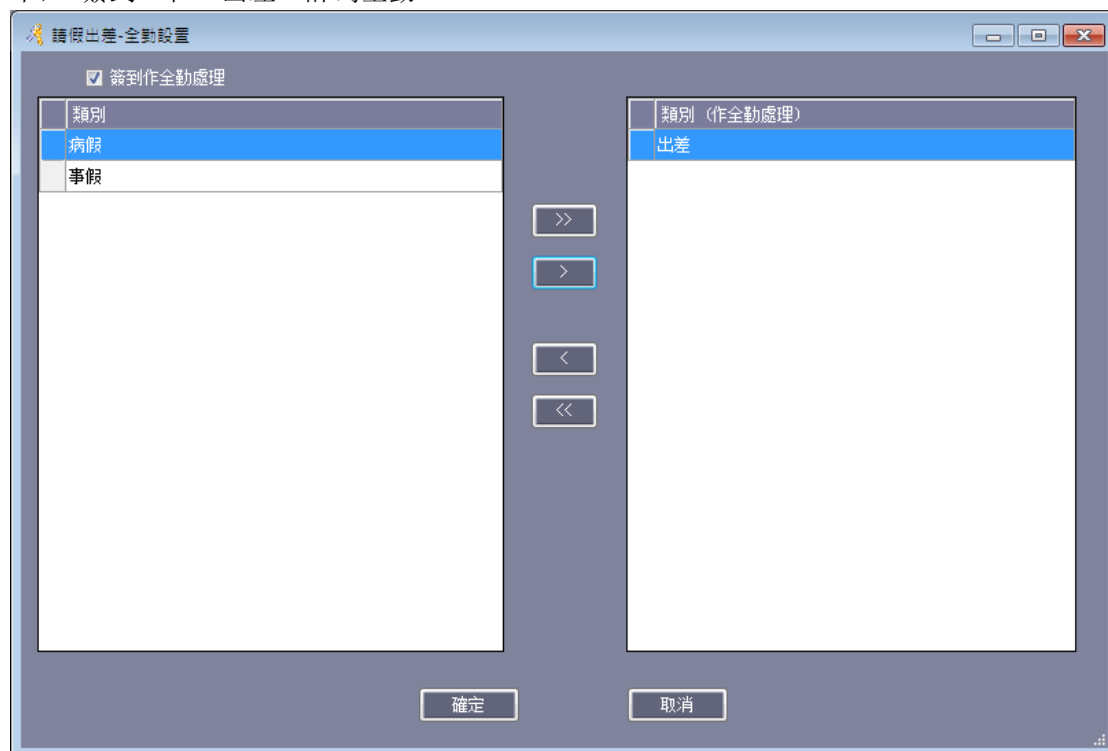 請假出差-全勤設置
簽到作全勤處理
類別
病假
事假
>>
>
<
<<
類別（作全勤處理）
出差
確定
取消